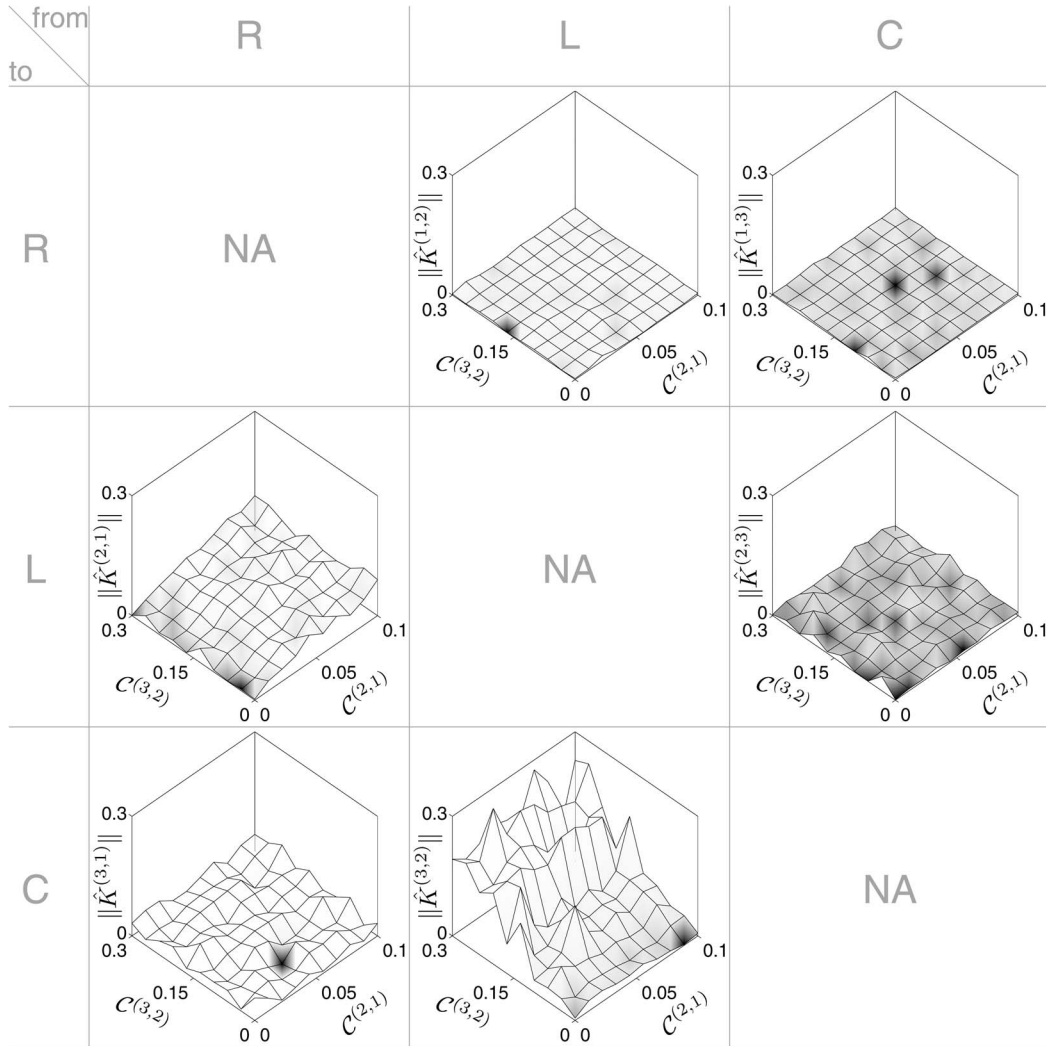 from R L C
to
R NA
0.3
‖K̂^(1,2)‖
0
0.3 0.15 0 0 0.05 0.1
𝒞^(3,2) 𝒞^(2,1)
0.3
‖K̂^(1,3)‖
0
0.3 0.15 0 0 0.05 0.1
𝒞^(3,2) 𝒞^(2,1)
L
0.3
‖K̂^(2,1)‖
0
0.3 0.15 0 0 0.05 0.1
𝒞^(3,2) 𝒞^(2,1)
NA
0.3
‖K̂^(2,3)‖
0
0.3 0.15 0 0 0.05 0.1
𝒞^(3,2) 𝒞^(2,1)
C
0.3
‖K̂^(3,1)‖
0
0.3 0.15 0 0 0.05 0.1
𝒞^(3,2) 𝒞^(2,1)
0.3
‖K̂^(3,2)‖
0
0.3 0.15 0 0 0.05 0.1
𝒞^(3,2) 𝒞^(2,1)
NA